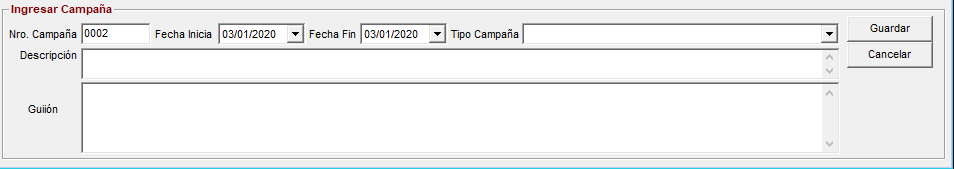 Ingresar Campaña
Nro. Campaña 0002 Fecha Inicia 03/01/2020 Fecha Fin 03/01/2020 Tipo Campaña Guardar
Descripción Cancelar
Guiión